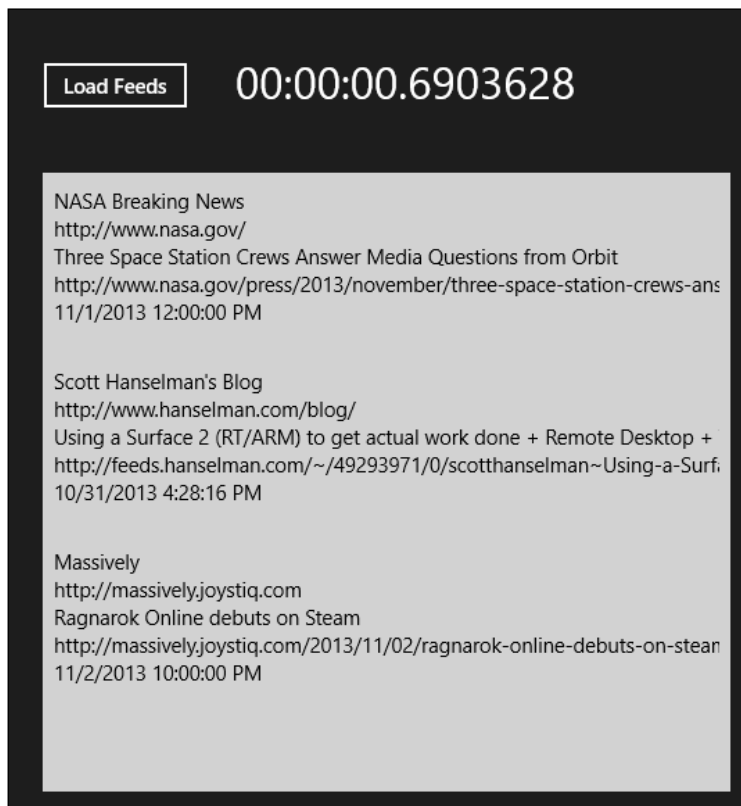 Load Feeds
00:00:00.6903628
NASA Breaking News
http://www.nasa.gov/
Three Space Station Crews Answer Media Questions from Orbit
http://www.nasa.gov/press/2013/november/three-space-station-crews-ans
11/1/2013 12:00:00 PM
Scott Hanselman's Blog
http://www.hanselman.com/blog/
Using a Surface 2 (RT/ARM) to get actual work done + Remote Desktop +
http://feeds.hanselman.com/~/49293971/0/scotthanselman~Using-a-Surfa
10/31/2013 4:28:16 PM
Massively
http://massively.joystiq.com
Ragnarok Online debuts on Steam
http://massively.joystiq.com/2013/11/02/ragnarok-online-debuts-on-steam
11/2/2013 10:00:00 PM